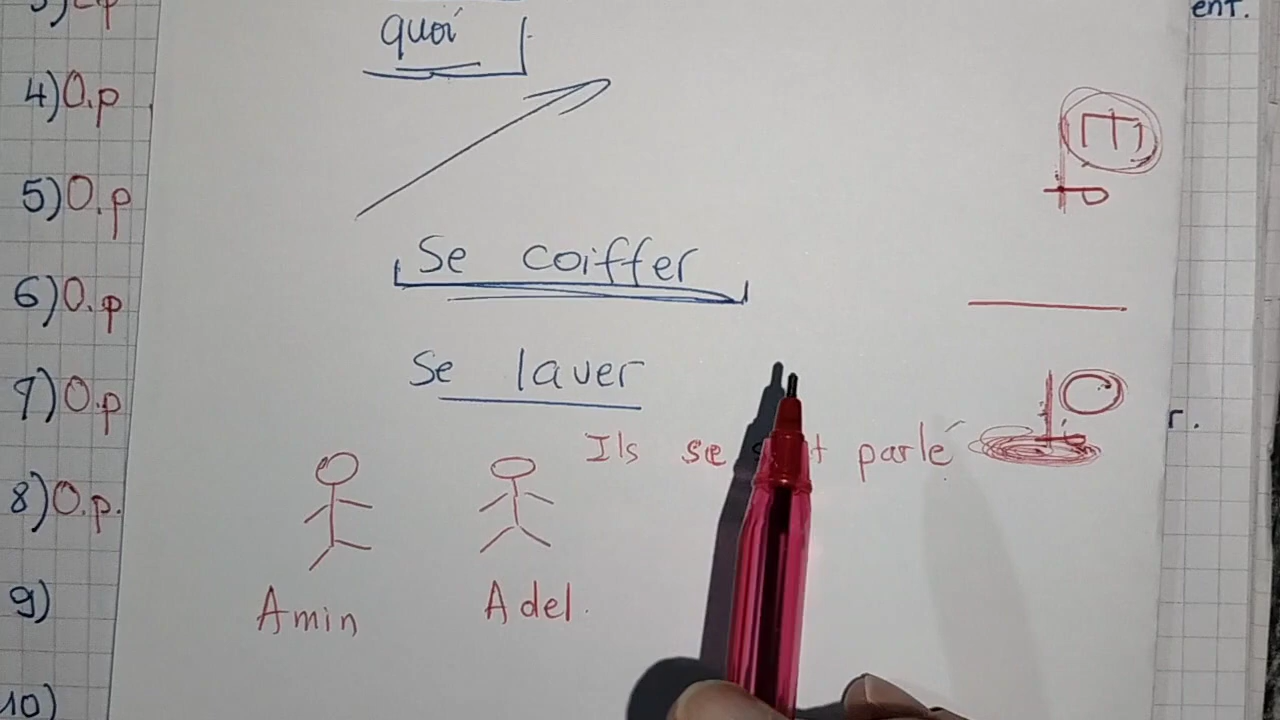 quoi
4) O.p
5) O.p
6) O.p
7) O.p
8) O.p.
9)
10)
Se coiffer
Se laver
Ils se parlé
Amin
Adel.
E
ent.
r.